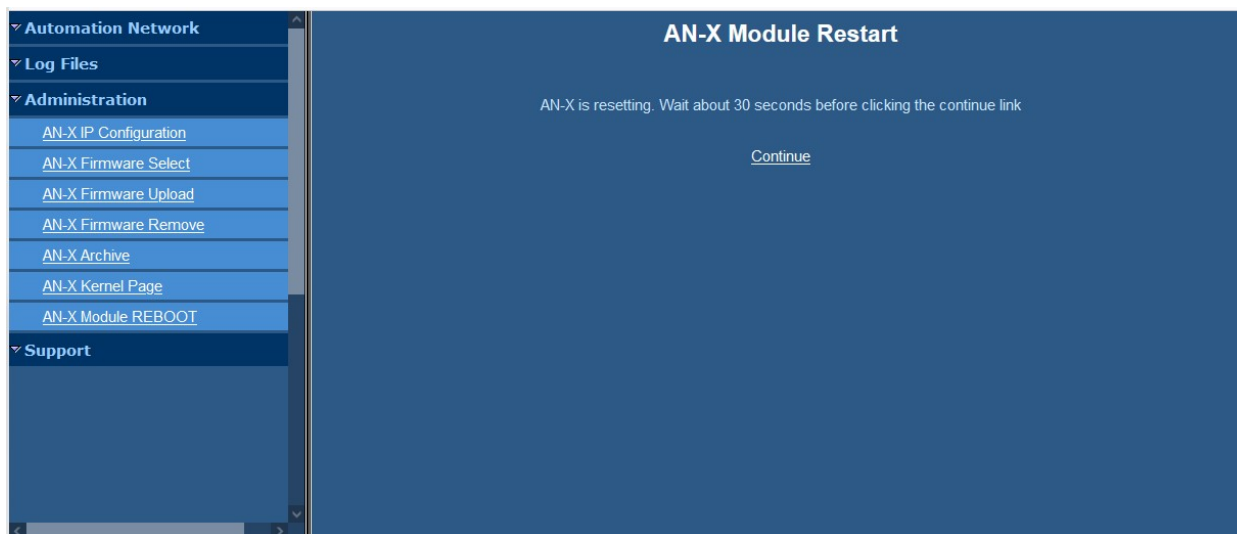 Automation Network
Log Files
Administration
AN-X IP Configuration
AN-X Firmware Select
AN-X Firmware Upload
AN-X Firmware Remove
AN-X Archive
AN-X Kernel Page
AN-X Module REBOOT
Support
AN-X Module Restart
AN-X is resetting. Wait about 30 seconds before clicking the continue link
Continue